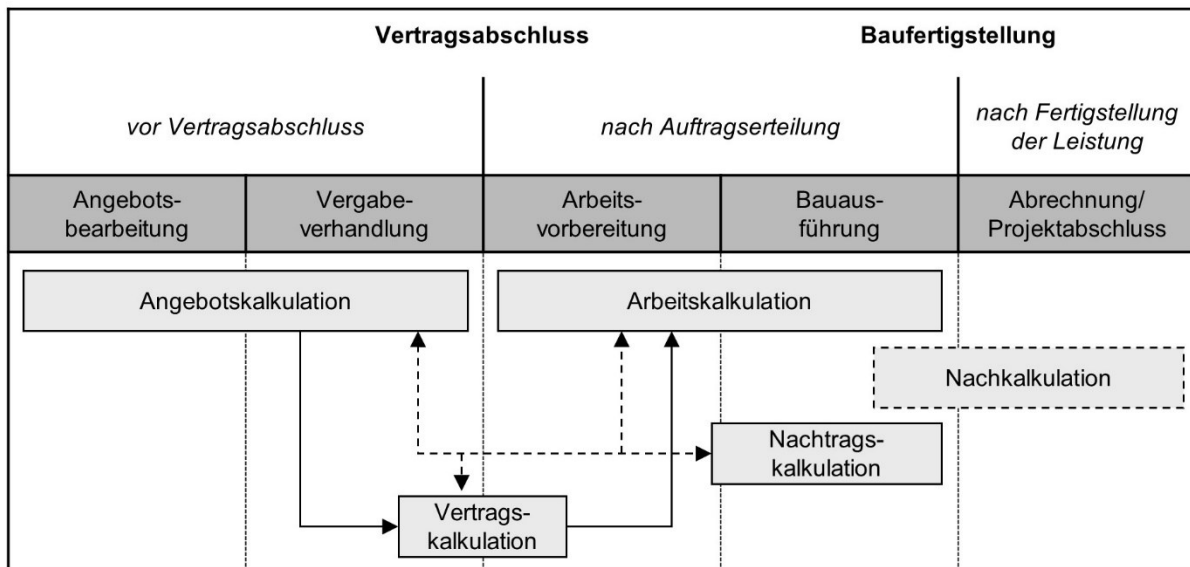 Vertragsabschluss
Baufertigstellung
vor Vertragsabschluss
nach Auftragserteilung
nach Fertigstellung
der Leistung
Angebots-
bearbeitung
Vergabe-
verhandlung
Arbeits-
vorbereitung
Bauaus-
führung
Abrechnung/
Projektabschluss
Angebotskalkulation
Arbeitskalkulation
Nachkalkulation
Nachtrags-
kalkulation
Vertrags-
kalkulation